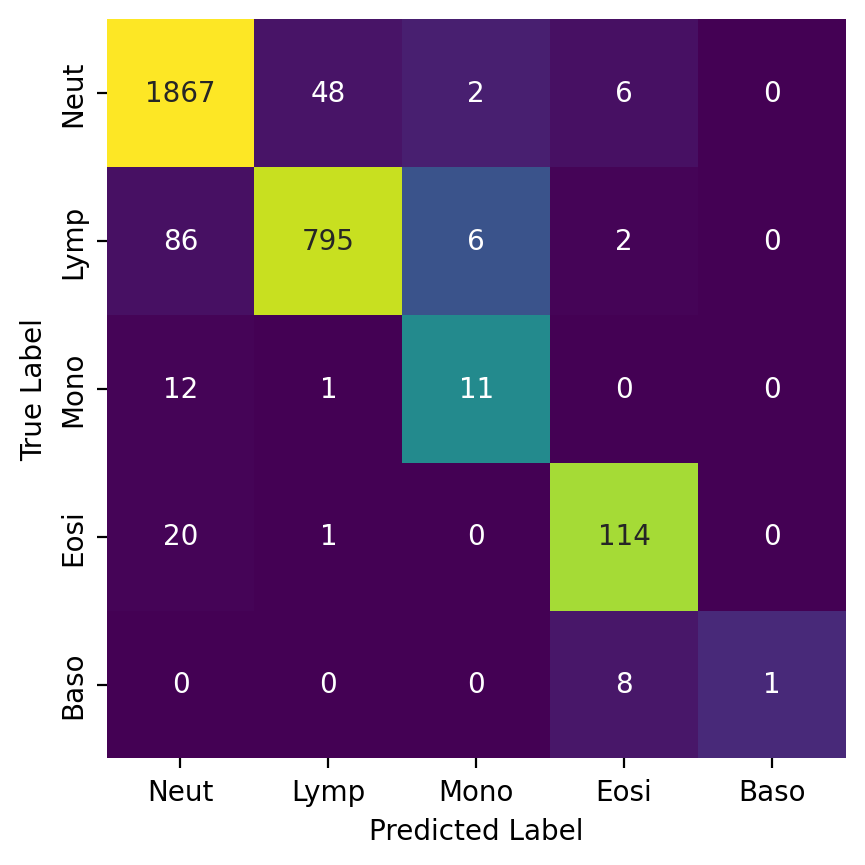 True Label
Neut 1867 48 2 6 0
Lymp 86 795 6 2 0
Mono 12 1 11 0 0
Eosi 20 1 0 114 0
Baso 0 0 0 8 1
Neut Lymp Mono Eosi Baso
Predicted Label